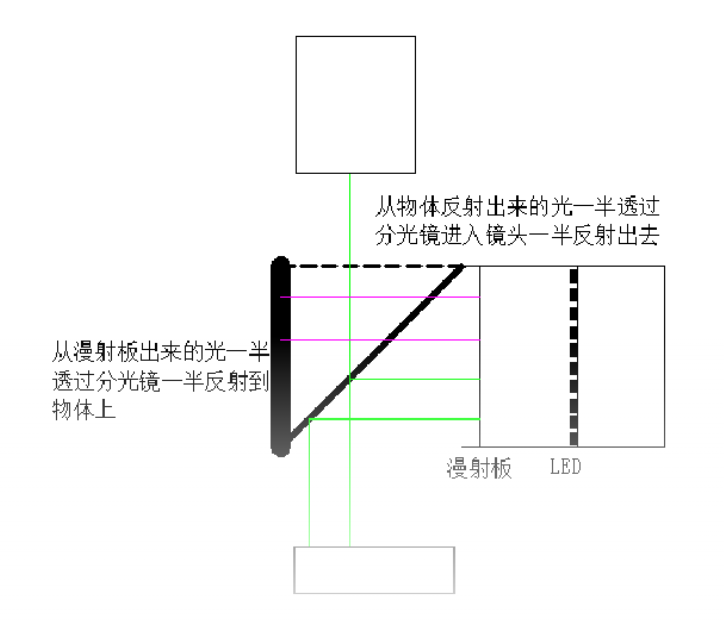 从物体反射出来的光一半透过
分光镜进入镜头一半反射出去
从漫射板出来的光一半
透过分光镜一半反射到
物体上
漫射板
LED